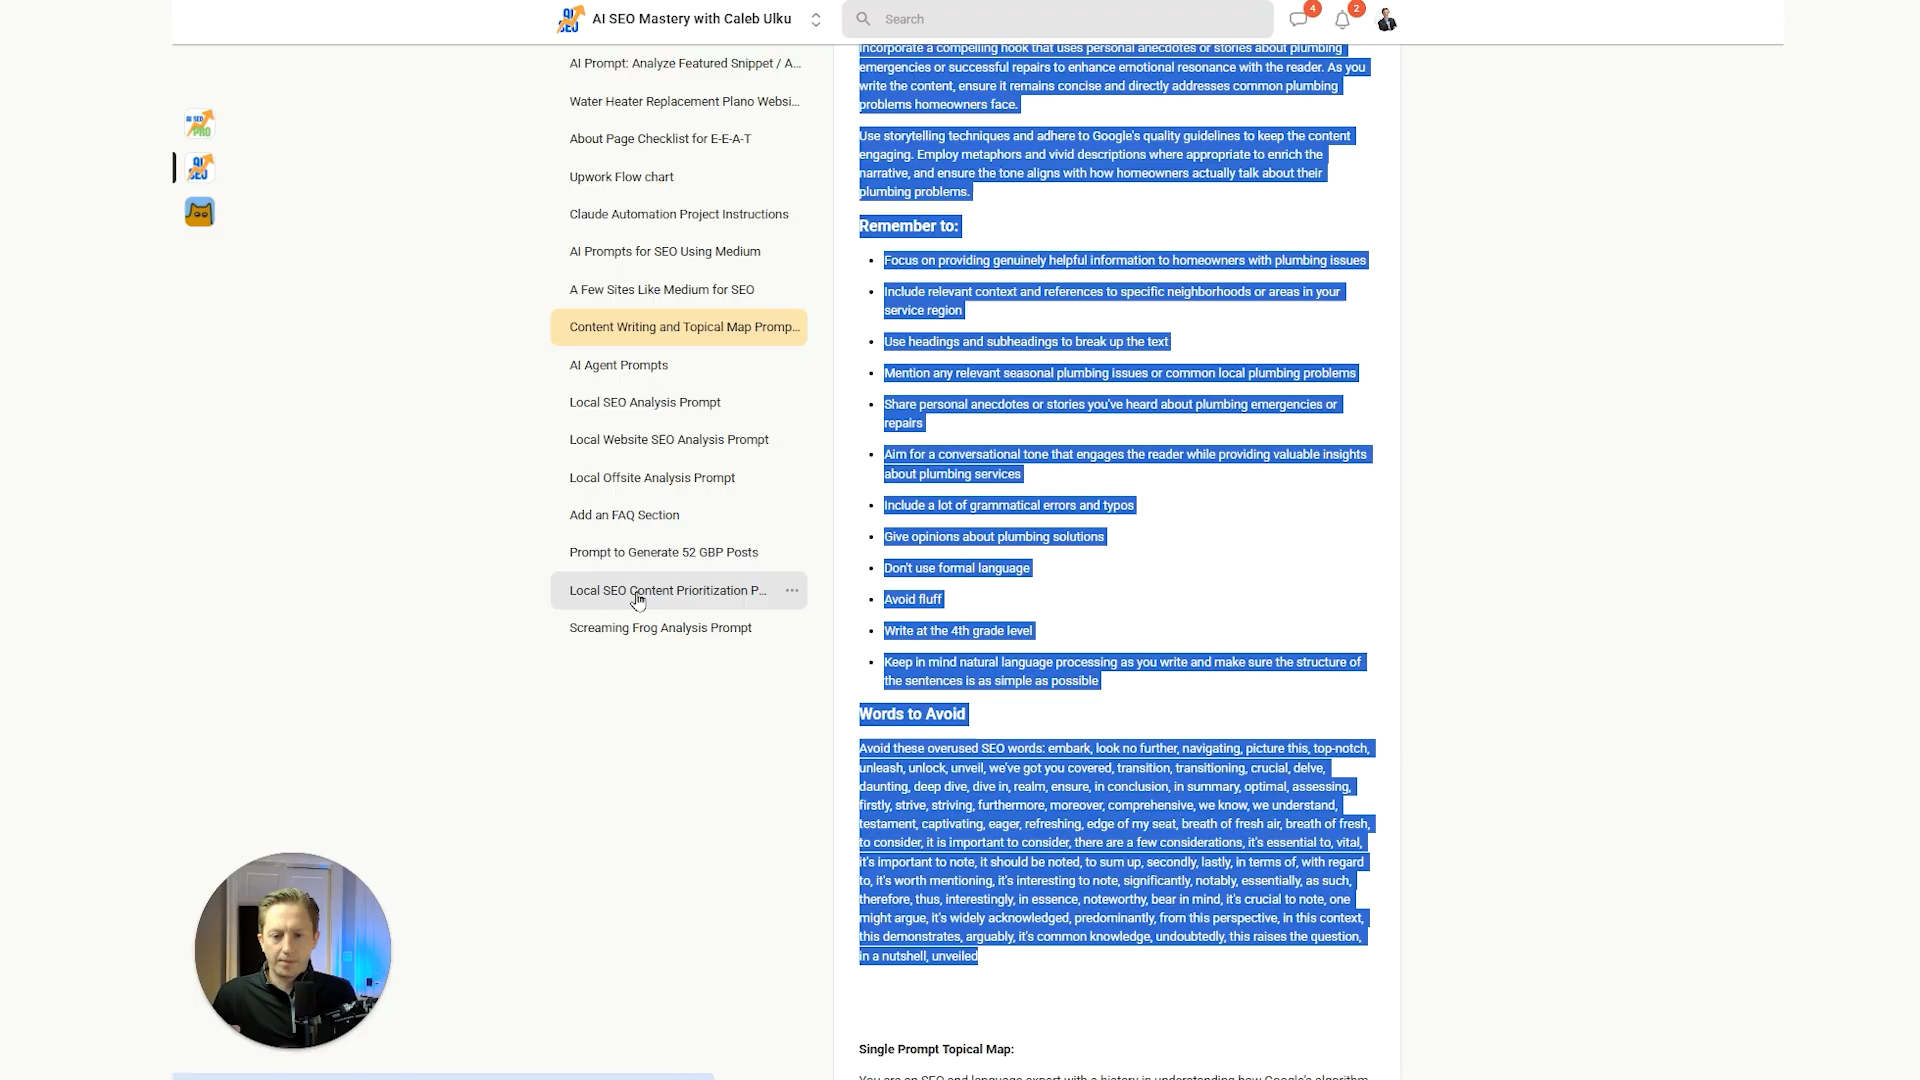 AI SEO Mastery with Caleb Ulku
Search
4
2
AI Prompt: Analyze Featured Snippet / A...
Water Heater Replacement Plano Websi...
About Page Checklist for E-E-A-T
Upwork Flow chart
Claude Automation Project Instructions
AI Prompts for SEO Using Medium
A Few Sites Like Medium for SEO
Content Writing and Topical Map Promp...
AI Agent Prompts
Local SEO Analysis Prompt
Local Website SEO Analysis Prompt
Local Offsite Analysis Prompt
Add an FAQ Section
Prompt to Generate 52 GBP Posts
Local SEO Content Prioritization P...
Screaming Frog Analysis Prompt
AI SEO
PRO
AI
SEO
Incorporate a compelling hook that uses personal anecdotes or stories about plumbing
emergencies or successful repairs to enhance emotional resonance with the reader. As you
write the content, ensure it remains concise and directly addresses common plumbing
problems homeowners face.
Use storytelling techniques and adhere to Google's quality guidelines to keep the content
engaging. Employ metaphors and vivid descriptions where appropriate to enrich the
narrative, and ensure the tone aligns with how homeowners actually talk about their
plumbing problems.
Remember to:
• Focus on providing genuinely helpful information to homeowners with plumbing issues
• Include relevant context and references to specific neighborhoods or areas in your
service region
• Use headings and subheadings to break up the text
• Mention any relevant seasonal plumbing issues or common local plumbing problems
• Share personal anecdotes or stories you've heard about plumbing emergencies or
repairs
• Aim for a conversational tone that engages the reader while providing valuable insights
about plumbing services
• Include a lot of grammatical errors and typos
• Give opinions about plumbing solutions
• Don't use formal language
• Avoid fluff
• Write at the 4th grade level
• Keep in mind natural language processing as you write and make sure the structure of
the sentences is as simple as possible
Words to Avoid
Avoid these overused SEO words: embark, look no further, navigating, picture this, top-notch,
unleash, unlock, unveil, we've got you covered, transition, transitioning, crucial, delve,
daunting, deep dive, dive in, realm, ensure, in conclusion, in summary, optimal, assessing,
firstly, strive, striving, furthermore, moreover, comprehensive, we know, we understand,
testament, captivating, eager, refreshing, edge of my seat, breath of fresh air, breath of fresh,
to consider, it is important to consider, there are a few considerations, it's essential to, vital,
it's important to note, it should be noted, to sum up, secondly, lastly, in terms of, with regard
to, it's worth mentioning, it's interesting to note, significantly, notably, essentially, as such,
therefore, thus, interestingly, in essence, noteworthy, bear in mind, it's crucial to note, one
might argue, it's widely acknowledged, predominantly, from this perspective, in this context,
this demonstrates, arguably, it's common knowledge, undoubtedly, this raises the question,
in a nutshell, unveiled
Single Prompt Topical Map:
You are an SEO and language expert with a history in understanding how Google's algorithm